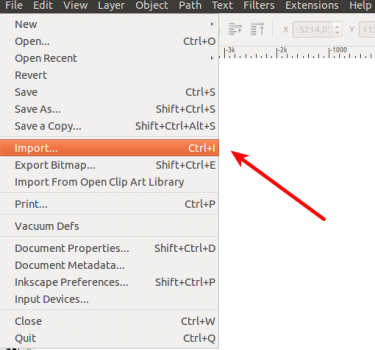 File Edit View Layer Object Path Text Filters Extensions Help
New
Open... Ctrl+O
Open Recent
Revert
Save Ctrl+S
Save As... Shift+Ctrl+S
Save a Copy... Shift+Ctrl+Alt+S
Import... Ctrl+I
Export Bitmap... Shift+Ctrl+E
Import From Open Clip Art Library
Print... Ctrl+P
Vacuum Defs
Document Properties... Shift+Ctrl+D
Document Metadata...
Inkscape Preferences... Shift+Ctrl+P
Input Devices...
Close Ctrl+W
Quit Ctrl+Q
X Y
-3k -2k -1000